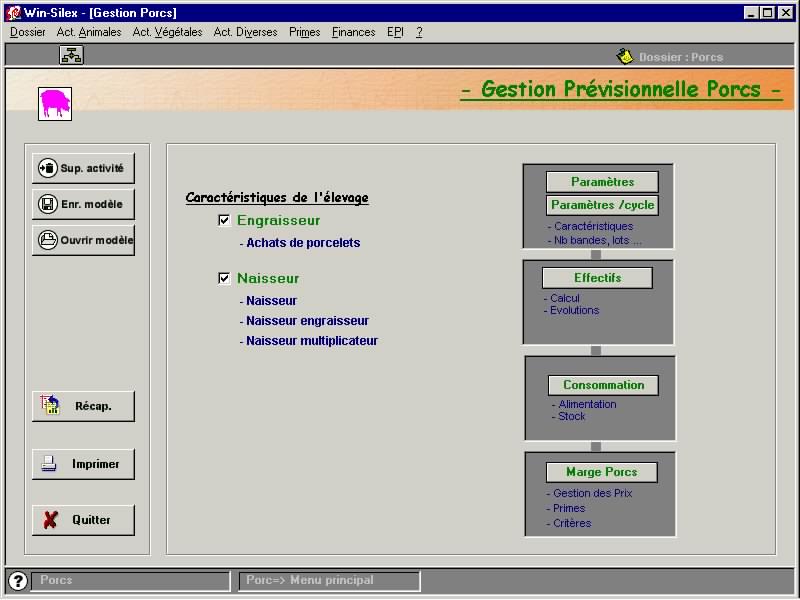 Win-Silex - [Gestion Porcs]
Dossier Act. Animales Act. Végétales Act. Diverses Primes Finances EPI ?
Dossier : Porcs
- Gestion Prévisionnelle Porcs -
Sup. activité
Enr. modèle
Ouvrir modèle
Récap.
Imprimer
Quitter
Caractéristiques de l'élevage
Engraisseur
- Achats de porcelets
Naisseur
- Naisseur
- Naisseur engraisseur
- Naisseur multiplicateur
Paramètres
Paramètres /cycle
- Caractéristiques
- Nb bandes, lots ...
Effectifs
- Calcul
- Evolutions
Consommation
- Alimentation
- Stock
Marge Porcs
- Gestion des Prix
- Primes
- Critères
? Porcs Porc=> Menu principal